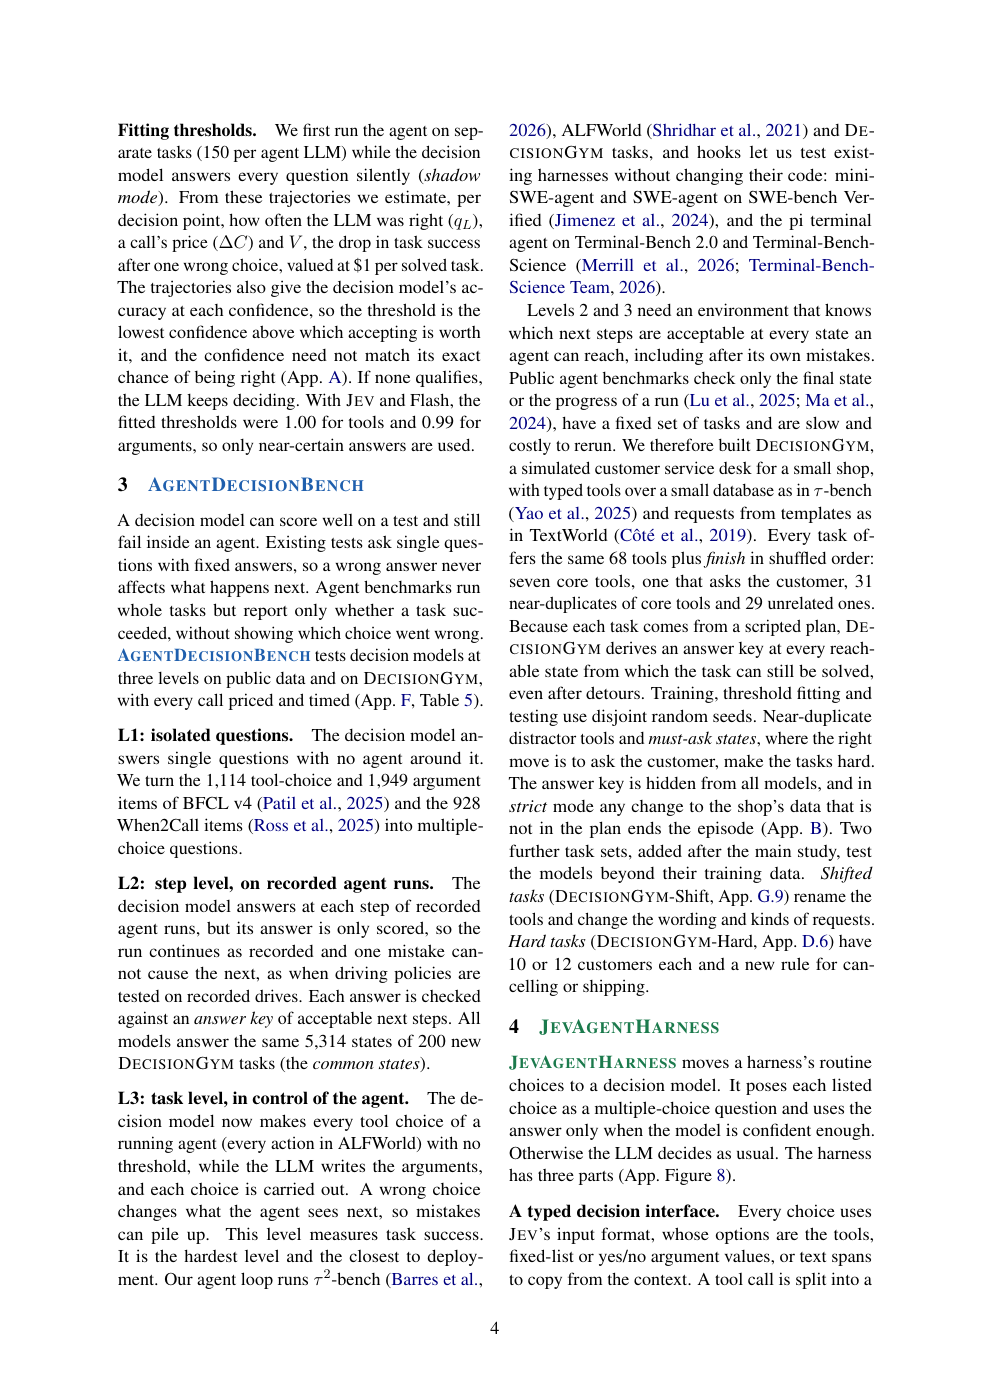 Fitting thresholds. We first run the agent on sep-
arate tasks (150 per agent LLM) while the decision
model answers every question silently (shadow
mode). From these trajectories we estimate, per
decision point, how often the LLM was right (qL),
a call's price (ΔC) and V, the drop in task success
after one wrong choice, valued at $1 per solved task.
The trajectories also give the decision model's ac-
curacy at each confidence, so the threshold is the
lowest confidence above which accepting is worth
it, and the confidence need not match its exact
chance of being right (App. A). If none qualifies,
the LLM keeps deciding. With JEV and Flash, the
fitted thresholds were 1.00 for tools and 0.99 for
arguments, so only near-certain answers are used.
3 AGENTDECISIONBENCH
A decision model can score well on a test and still
fail inside an agent. Existing tests ask single ques-
tions with fixed answers, so a wrong answer never
affects what happens next. Agent benchmarks run
whole tasks but report only whether a task suc-
ceeded, without showing which choice went wrong.
AGENTDECISIONBENCH tests decision models at
three levels on public data and on DECISIONGYM,
with every call priced and timed (App. F, Table 5).
L1: isolated questions. The decision model an-
swers single questions with no agent around it.
We turn the 1,114 tool-choice and 1,949 argument
items of BFCL v4 (Patil et al., 2025) and the 928
When2Call items (Ross et al., 2025) into multiple-
choice questions.
L2: step level, on recorded agent runs. The
decision model answers at each step of recorded
agent runs, but its answer is only scored, so the
run continues as recorded and one mistake can-
not cause the next, as when driving policies are
tested on recorded drives. Each answer is checked
against an answer key of acceptable next steps. All
models answer the same 5,314 states of 200 new
DECISIONGYM tasks (the common states).
L3: task level, in control of the agent. The de-
cision model now makes every tool choice of a
running agent (every action in ALFWorld) with no
threshold, while the LLM writes the arguments,
and each choice is carried out. A wrong choice
changes what the agent sees next, so mistakes
can pile up. This level measures task success.
It is the hardest level and the closest to deploy-
ment. Our agent loop runs τ2-bench (Barres et al.,
2026), ALFWorld (Shridhar et al., 2021) and DE-
CISIONGYM tasks, and hooks let us test exist-
ing harnesses without changing their code: mini-
SWE-agent and SWE-agent on SWE-bench Ver-
ified (Jimenez et al., 2024), and the pi terminal
agent on Terminal-Bench 2.0 and Terminal-Bench-
Science (Merrill et al., 2026; Terminal-Bench-
Science Team, 2026).
Levels 2 and 3 need an environment that knows
which next steps are acceptable at every state an
agent can reach, including after its own mistakes.
Public agent benchmarks check only the final state
or the progress of a run (Lu et al., 2025; Ma et al.,
2024), have a fixed set of tasks and are slow and
costly to rerun. We therefore built DECISIONGYM,
a simulated customer service desk for a small shop,
with typed tools over a small database as in τ-bench
(Yao et al., 2025) and requests from templates as
in TextWorld (Côté et al., 2019). Every task of-
fers the same 68 tools plus finish in shuffled order:
seven core tools, one that asks the customer, 31
near-duplicates of core tools and 29 unrelated ones.
Because each task comes from a scripted plan, DE-
CISIONGYM derives an answer key at every reach-
able state from which the task can still be solved,
even after detours. Training, threshold fitting and
testing use disjoint random seeds. Near-duplicate
distractor tools and must-ask states, where the right
move is to ask the customer, make the tasks hard.
The answer key is hidden from all models, and in
strict mode any change to the shop's data that is
not in the plan ends the episode (App. B). Two
further task sets, added after the main study, test
the models beyond their training data. Shifted
tasks (DECISIONGYM-Shift, App. G.9) rename the
tools and change the wording and kinds of requests.
Hard tasks (DECISIONGYM-Hard, App. D.6) have
10 or 12 customers each and a new rule for can-
celling or shipping.
4 JEVAGENTHARNESS
JEVAGENTHARNESS moves a harness's routine
choices to a decision model. It poses each listed
choice as a multiple-choice question and uses the
answer only when the model is confident enough.
Otherwise the LLM decides as usual. The harness
has three parts (App. Figure 8).
A typed decision interface. Every choice uses
JEV's input format, whose options are the tools,
fixed-list or yes/no argument values, or text spans
to copy from the context. A tool call is split into a
4